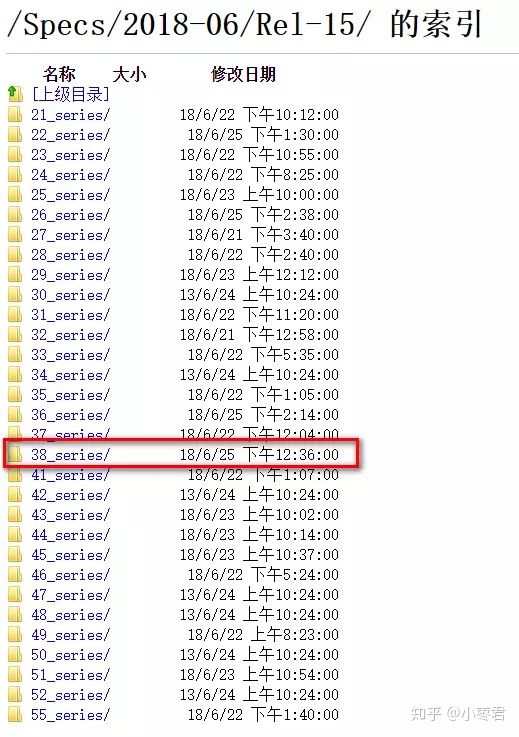 /Specs/2018-06/Rel-15/ 的索引
名称 大小 修改日期
[上级目录]
21_series/ 18/6/22 下午10:12:00
22_series/ 18/6/25 下午1:30:00
23_series/ 18/6/22 下午10:55:00
24_series/ 18/6/22 下午8:25:00
25_series/ 18/6/23 上午10:00:00
26_series/ 18/6/25 下午2:38:00
27_series/ 18/6/21 下午3:40:00
28_series/ 18/6/22 下午2:40:00
29_series/ 18/6/23 上午12:12:00
30_series/ 13/6/24 上午10:24:00
31_series/ 18/6/22 下午11:20:00
32_series/ 18/6/21 下午12:58:00
33_series/ 18/6/22 下午5:35:00
34_series/ 13/6/24 上午10:24:00
35_series/ 18/6/22 下午1:05:00
36_series/ 18/6/25 下午2:14:00
37_series/ 18/6/22 下午12:04:00
38_series/ 18/6/25 下午12:36:00
41_series/ 18/6/22 下午1:07:00
42_series/ 13/6/24 上午10:24:00
43_series/ 18/6/23 上午10:02:00
44_series/ 18/6/23 上午10:14:00
45_series/ 18/6/23 上午10:37:00
46_series/ 18/6/22 下午5:24:00
47_series/ 13/6/24 上午10:24:00
48_series/ 13/6/24 上午10:24:00
49_series/ 18/6/22 上午8:23:00
50_series/ 13/6/24 上午10:24:00
51_series/ 18/6/23 上午10:54:00
52_series/ 13/6/24 上午10:24:00
55_series/ 18/6/22 下午1:40:00
知乎 @小枣君